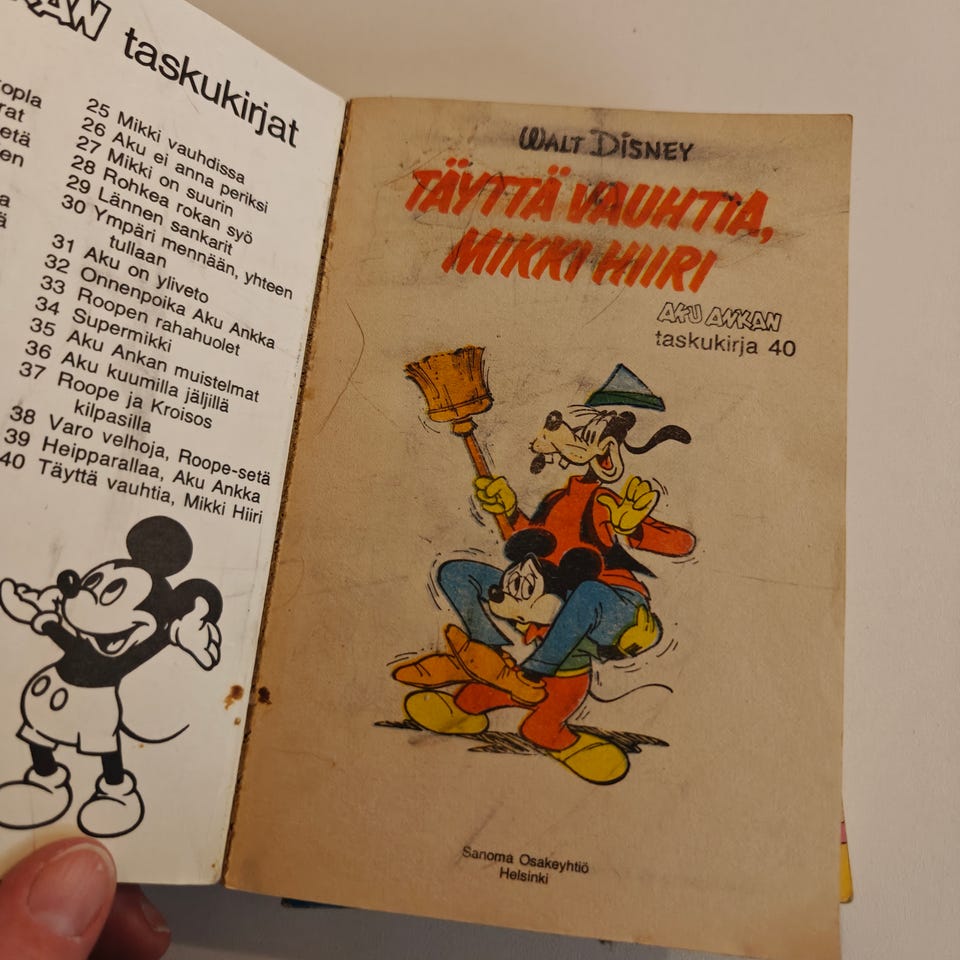 taskukirjat
25 Mikki vauhdissa
26 Aku ei anna periksi
27 Mikki on suurin
28 Rohkea rokan syö
29 Lännen sankarit
30 Ympäri mennään, yhteen
tullaan
31 Aku on yliveto
32 Onnenpoika Aku Ankka
33 Roopen rahahuolet
34 Supermikki
35 Aku Ankan muistelmat
36 Aku kuumilla jäljillä
37 Roope ja Kroisos
kilpasilla
38 Varo velhoja, Roope-setä
39 Heipparallaa, Aku Ankka
40 Täyttä vauhtia, Mikki Hiiri
WALT DISNEY
TÄYTTÄ VAUHTIA,
MIKKI HIIRI
AKU ANKAN
taskukirja 40
Sanoma Osakeyhtiö
Helsinki